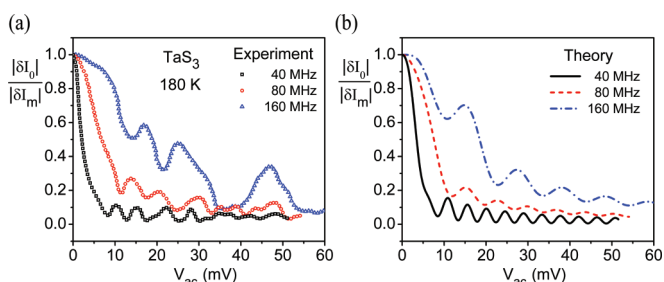 (a)
|δI₀|
|δIₘ|
1.0
0.8
0.6
0.4
0.2
0.0
TaS₃
180 K
Experiment
40 MHz
80 MHz
160 MHz
0 10 20 30 40 50 60
V_ac (mV)
(b)
|δI₀|
|δIₘ|
1.0
0.8
0.6
0.4
0.2
0.0
Theory
40 MHz
80 MHz
160 MHz
0 10 20 30 40 50 60
V_ac (mV)